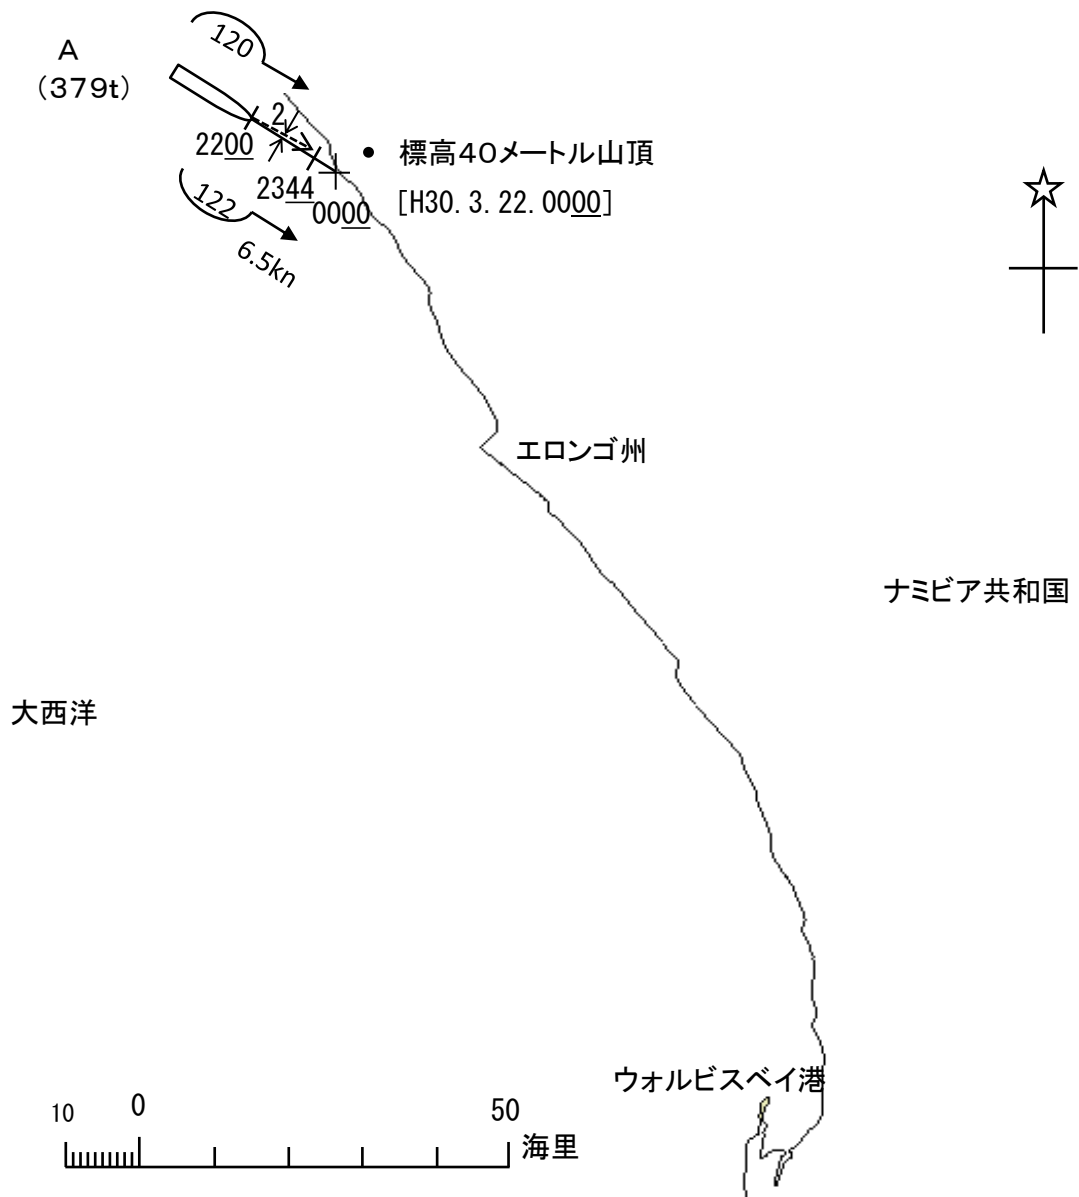 A
(379t)
120
2
2200
標高40メートル山頂
2344
[H30. 3. 22. 0000]
0000
122
6.5kn
エロンゴ州
ナミビア共和国
大西洋
ウォルビスベイ港
10 0 50
海里